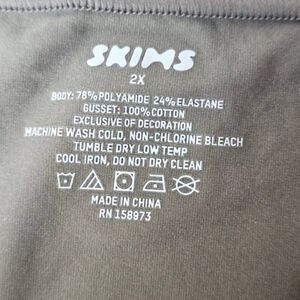 SKIMS
2X
BODY: 76% POLYAMIDE 24% ELASTANE
GUSSET: 100% COTTON
EXCLUSIVE OF DECORATION
MACHINE WASH COLD, NON-CHLORINE BLEACH
TUMBLE DRY LOW TEMP
COOL IRON, DO NOT DRY CLEAN
MADE IN CHINA
RN 158973